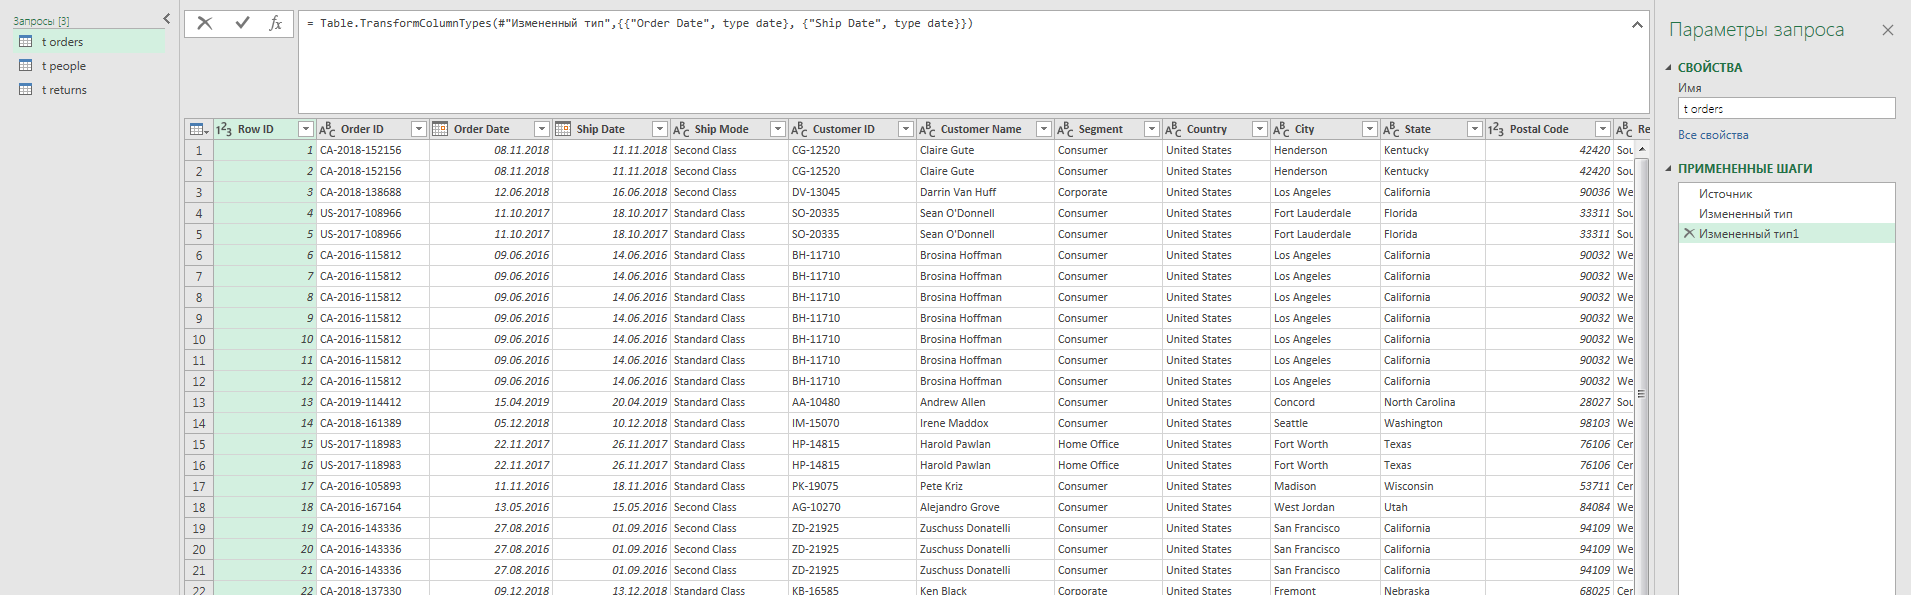 Запросы [3]
t orders
t people
t returns
= Table.TransformColumnTypes(#"Измененный тип",{{"Order Date", type date}, {"Ship Date", type date}})
Row ID Order ID Order Date Ship Date Ship Mode Customer ID Customer Name Segment Country City State Postal Code Re
1 1 CA-2018-152156 08.11.2018 11.11.2018 Second Class CG-12520 Claire Gute Consumer United States Henderson Kentucky 42420 Sou
2 2 CA-2018-152156 08.11.2018 11.11.2018 Second Class CG-12520 Claire Gute Consumer United States Henderson Kentucky 42420 Sou
3 3 CA-2018-138688 12.06.2018 16.06.2018 Second Class DV-13045 Darrin Van Huff Corporate United States Los Angeles California 90036 We
4 4 US-2017-108966 11.10.2017 18.10.2017 Standard Class SO-20335 Sean O'Donnell Consumer United States Fort Lauderdale Florida 33311 Sou
5 5 US-2017-108966 11.10.2017 18.10.2017 Standard Class SO-20335 Sean O'Donnell Consumer United States Fort Lauderdale Florida 33311 Sou
6 6 CA-2016-115812 09.06.2016 14.06.2016 Standard Class BH-11710 Brosina Hoffman Consumer United States Los Angeles California 90032 We
7 7 CA-2016-115812 09.06.2016 14.06.2016 Standard Class BH-11710 Brosina Hoffman Consumer United States Los Angeles California 90032 We
8 8 CA-2016-115812 09.06.2016 14.06.2016 Standard Class BH-11710 Brosina Hoffman Consumer United States Los Angeles California 90032 We
9 9 CA-2016-115812 09.06.2016 14.06.2016 Standard Class BH-11710 Brosina Hoffman Consumer United States Los Angeles California 90032 We
10 10 CA-2016-115812 09.06.2016 14.06.2016 Standard Class BH-11710 Brosina Hoffman Consumer United States Los Angeles California 90032 We
11 11 CA-2016-115812 09.06.2016 14.06.2016 Standard Class BH-11710 Brosina Hoffman Consumer United States Los Angeles California 90032 We
12 12 CA-2016-115812 09.06.2016 14.06.2016 Standard Class BH-11710 Brosina Hoffman Consumer United States Los Angeles California 90032 We
13 13 CA-2019-114412 15.04.2019 20.04.2019 Standard Class AA-10480 Andrew Allen Consumer United States Concord North Carolina 28027 Sou
14 14 CA-2018-161389 05.12.2018 10.12.2018 Standard Class IM-15070 Irene Maddox Consumer United States Seattle Washington 98103 We
15 15 US-2017-118983 22.11.2017 26.11.2017 Standard Class HP-14815 Harold Pawlan Home Office United States Fort Worth Texas 76106 Cer
16 16 US-2017-118983 22.11.2017 26.11.2017 Standard Class HP-14815 Harold Pawlan Home Office United States Fort Worth Texas 76106 Cer
17 17 CA-2016-105893 11.11.2016 18.11.2016 Standard Class PK-19075 Pete Kriz Consumer United States Madison Wisconsin 53711 Cer
18 18 CA-2016-167164 13.05.2016 15.05.2016 Second Class AG-10270 Alejandro Grove Consumer United States West Jordan Utah 84084 We
19 19 CA-2016-143336 27.08.2016 01.09.2016 Second Class ZD-21925 Zuschuss Donatelli Consumer United States San Francisco California 94109 We
20 20 CA-2016-143336 27.08.2016 01.09.2016 Second Class ZD-21925 Zuschuss Donatelli Consumer United States San Francisco California 94109 We
21 21 CA-2016-143336 27.08.2016 01.09.2016 Second Class ZD-21925 Zuschuss Donatelli Consumer United States San Francisco California 94109 We
22 22 CA-2018-137330 09.12.2018 13.12.2018 Standard Class KB-16585 Ken Black Corporate United States Fremont Nebraska 68025 Cer
Параметры запроса
СВОЙСТВА
Имя
t orders
Все свойства
ПРИМЕНЕННЫЕ ШАГИ
Источник
Измененный тип
Измененный тип1